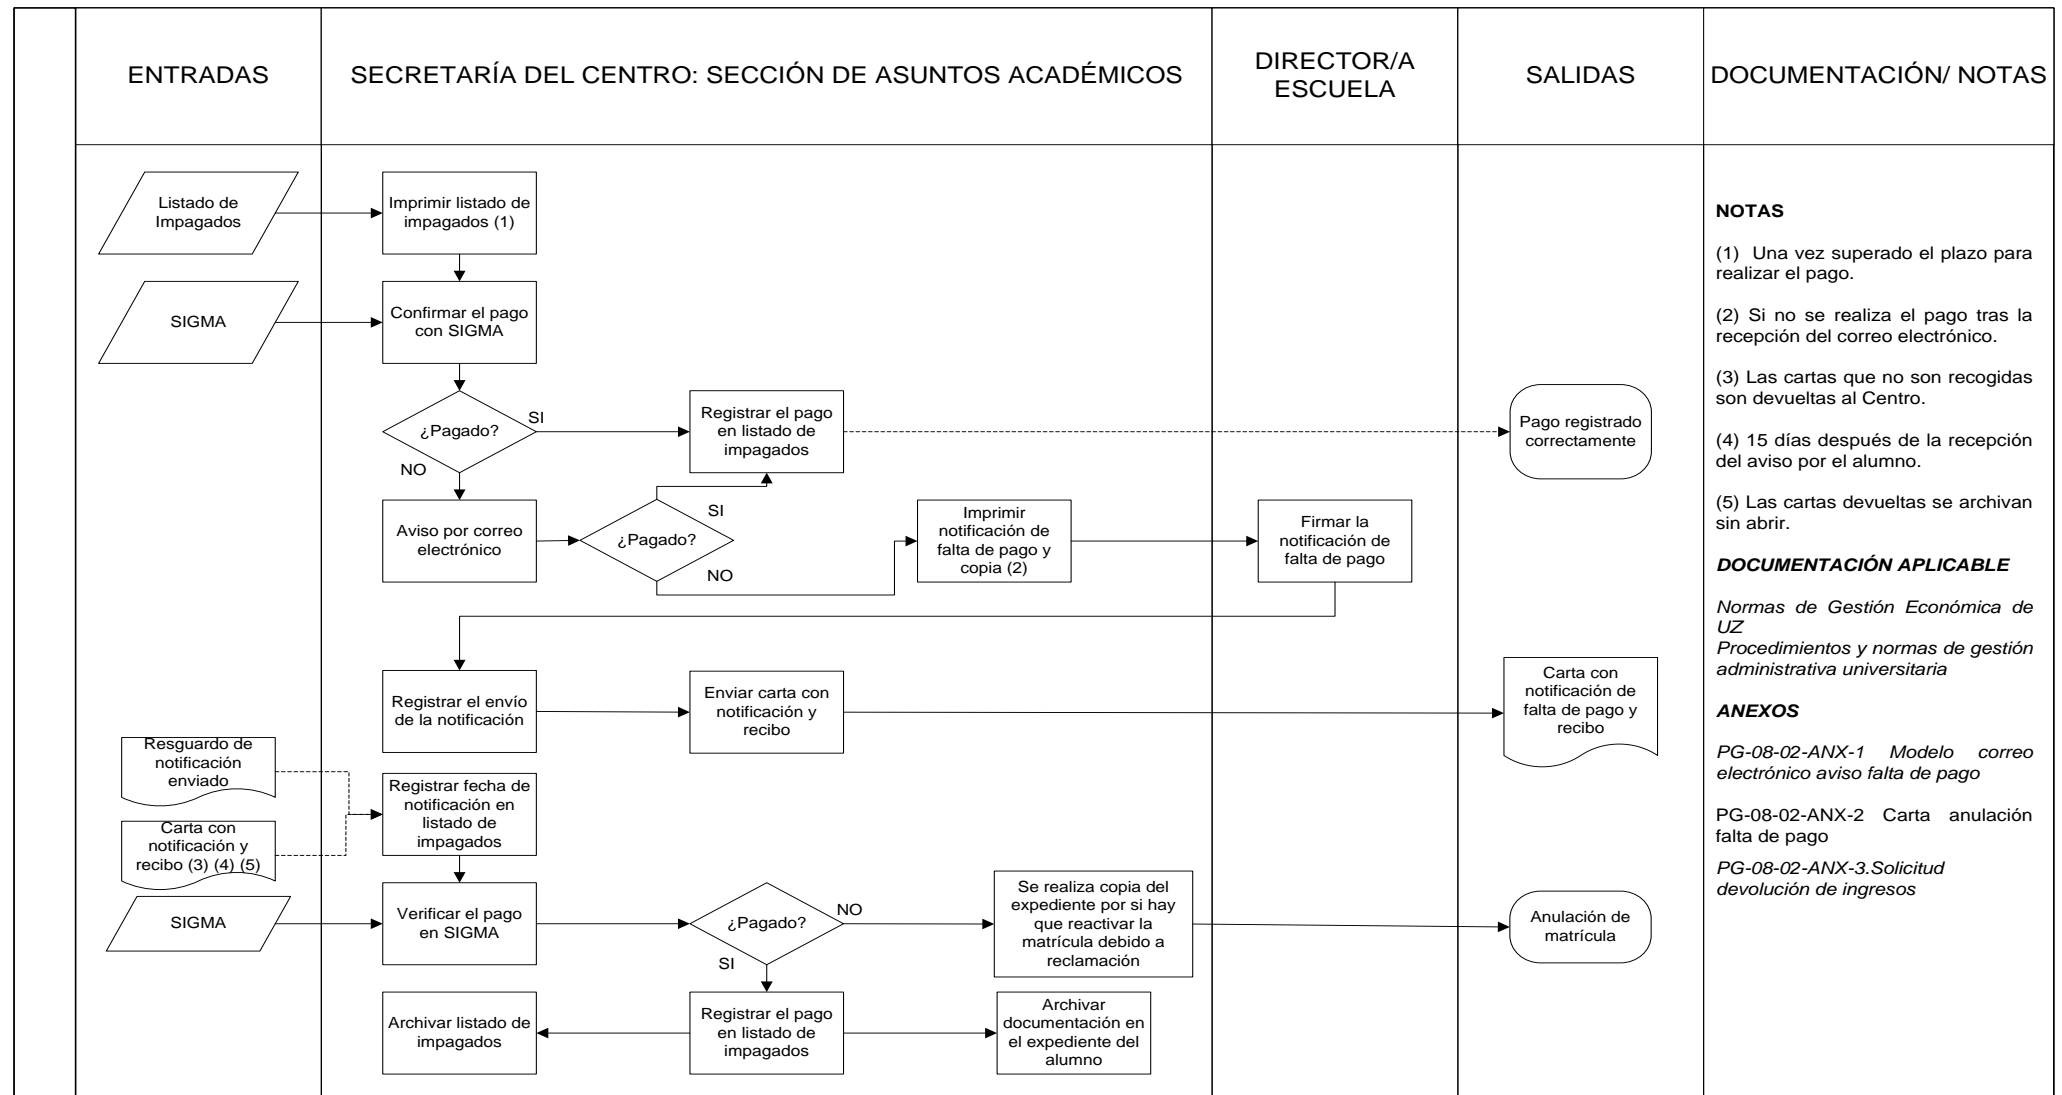 ENTRADAS
SECRETARÍA DEL CENTRO: SECCIÓN DE ASUNTOS ACADÉMICOS
DIRECTOR/A
ESCUELA
SALIDAS
DOCUMENTACIÓN/ NOTAS
Listado de
Impagados
Imprimir listado de
impagados (1)
SIGMA
Confirmar el pago
con SIGMA
¿Pagado?
SI
NO
Registrar el pago
en listado de
impagados
Pago registrado
correctamente
Aviso por correo
electrónico
¿Pagado?
SI
NO
Imprimir
notificación de
falta de pago y
copia (2)
Firmar la
notificación de
falta de pago
Registrar el envío
de la notificación
Enviar carta con
notificación y
recibo
Carta con
notificación de
falta de pago y
recibo
Resguardo de
notificación
enviado
Carta con
notificación y
recibo (3) (4) (5)
Registrar fecha de
notificación en
listado de
impagados
SIGMA
Verificar el pago
en SIGMA
¿Pagado?
NO
SI
Se realiza copia del
expediente por si hay
que reactivar la
matrícula debido a
reclamación
Anulación de
matrícula
Archivar listado de
impagados
Registrar el pago
en listado de
impagados
Archivar
documentación en
el expediente del
alumno
NOTAS
(1) Una vez superado el plazo para
realizar el pago.
(2) Si no se realiza el pago tras la
recepción del correo electrónico.
(3) Las cartas que no son recogidas
son devueltas al Centro.
(4) 15 días después de la recepción
del aviso por el alumno.
(5) Las cartas devueltas se archivan
sin abrir.
DOCUMENTACIÓN APLICABLE
Normas de Gestión Económica de
UZ
Procedimientos y normas de gestión
administrativa universitaria
ANEXOS
PG-08-02-ANX-1 Modelo correo
electrónico aviso falta de pago
PG-08-02-ANX-2 Carta anulación
falta de pago
PG-08-02-ANX-3.Solicitud
devolución de ingresos